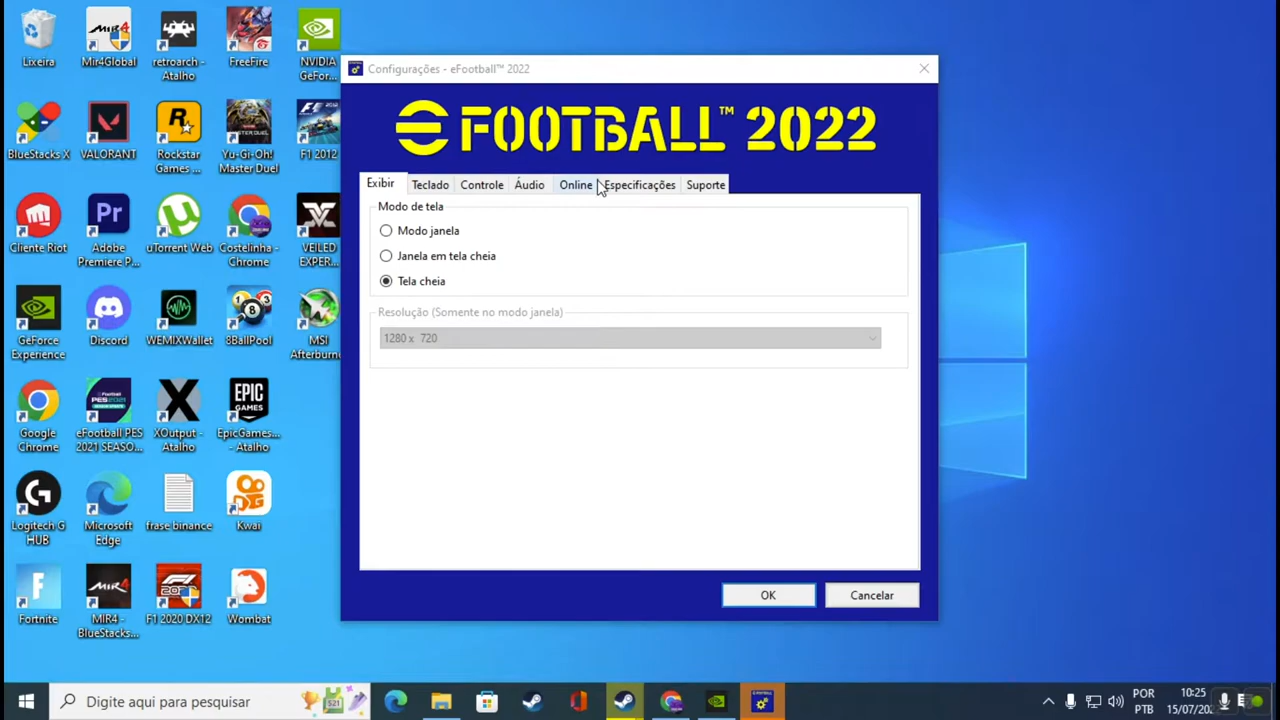 Lixeira
Mir4Global
retroarch -
Atalho
FreeFire
NVIDIA
GeFor...
BlueStacks X
VALORANT
Rockstar
Games ...
Yu-Gi-Oh!
Master Duel
F1 2012
Cliente Riot
Adobe
Premiere P...
uTorrent Web
Costelinha -
Chrome
VEILED
EXPER...
GeForce
Experience
Discord
WEMIXWallet
8BallPool
MSI
Afterburne
Google
Chrome
eFootball PES
2021 SEASO...
XOutput -
Atalho
EPIC
GAMES
EpicGames...
- Atalho
Logitech G
HUB
Microsoft
Edge
frase binance
Kwai
Fortnite
MIR4 -
BlueStacks...
F1 2020 DX12
Wombat
Configurações - eFootball™ 2022
eFOOTBALL™ 2022
Exibir Teclado Controle Áudio Online Especificações Suporte
Modo de tela
Modo janela
Janela em tela cheia
Tela cheia
Resolução (Somente no modo janela)
1280 x 720
OK Cancelar
Digite aqui para pesquisar
POR
PTB
10:25
15/07/202